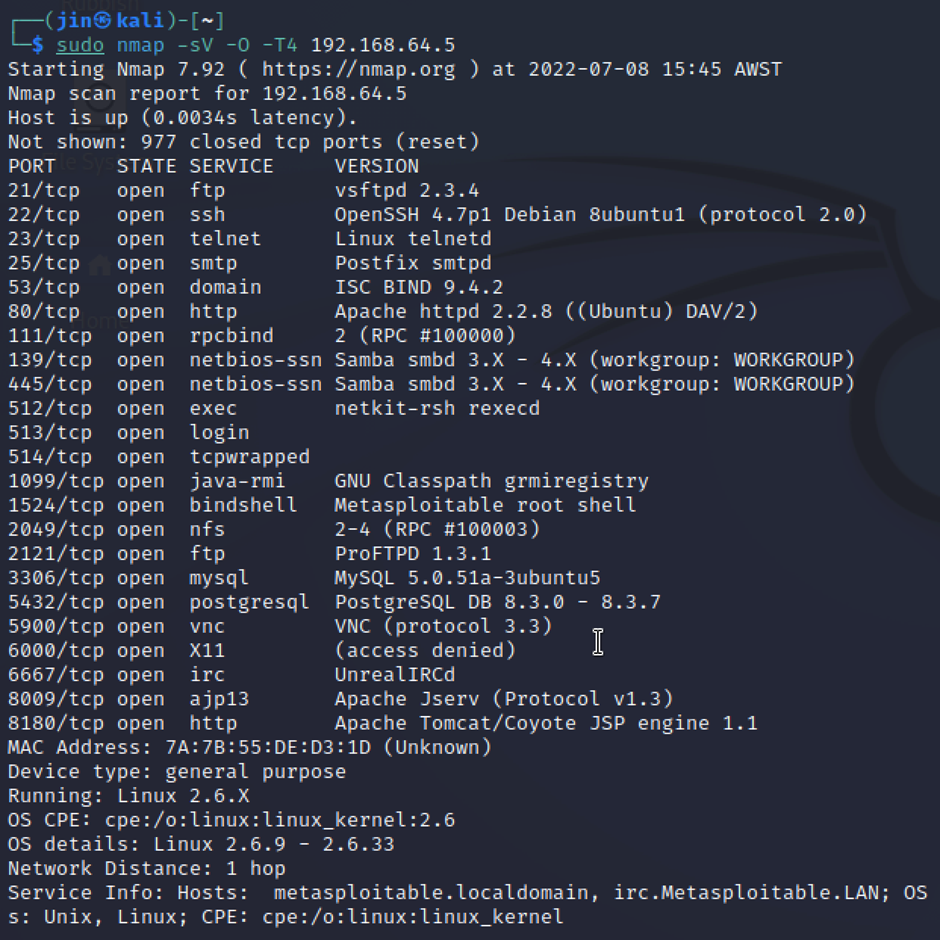 ┌──(jin㉿kali)-[~]
└─$ sudo nmap -sV -O -T4 192.168.64.5
Starting Nmap 7.92 ( https://nmap.org ) at 2022-07-08 15:45 AWST
Nmap scan report for 192.168.64.5
Host is up (0.0034s latency).
Not shown: 977 closed tcp ports (reset)
PORT     STATE SERVICE     VERSION
21/tcp   open  ftp         vsftpd 2.3.4
22/tcp   open  ssh         OpenSSH 4.7p1 Debian 8ubuntu1 (protocol 2.0)
23/tcp   open  telnet      Linux telnetd
25/tcp   open  smtp        Postfix smtpd
53/tcp   open  domain      ISC BIND 9.4.2
80/tcp   open  http        Apache httpd 2.2.8 ((Ubuntu) DAV/2)
111/tcp  open  rpcbind     2 (RPC #100000)
139/tcp  open  netbios-ssn Samba smbd 3.X - 4.X (workgroup: WORKGROUP)
445/tcp  open  netbios-ssn Samba smbd 3.X - 4.X (workgroup: WORKGROUP)
512/tcp  open  exec        netkit-rsh rexecd
513/tcp  open  login
514/tcp  open  tcpwrapped
1099/tcp open  java-rmi    GNU Classpath grmiregistry
1524/tcp open  bindshell   Metasploitable root shell
2049/tcp open  nfs         2-4 (RPC #100003)
2121/tcp open  ftp         ProFTPD 1.3.1
3306/tcp open  mysql       MySQL 5.0.51a-3ubuntu5
5432/tcp open  postgresql  PostgreSQL DB 8.3.0 - 8.3.7
5900/tcp open  vnc         VNC (protocol 3.3)
6000/tcp open  X11         (access denied)
6667/tcp open  irc         UnrealIRCd
8009/tcp open  ajp13       Apache Jserv (Protocol v1.3)
8180/tcp open  http        Apache Tomcat/Coyote JSP engine 1.1
MAC Address: 7A:7B:55:DE:D3:1D (Unknown)
Device type: general purpose
Running: Linux 2.6.X
OS CPE: cpe:/o:linux:linux_kernel:2.6
OS details: Linux 2.6.9 - 2.6.33
Network Distance: 1 hop
Service Info: Hosts:  metasploitable.localdomain, irc.Metasploitable.LAN; OS
s: Unix, Linux; CPE: cpe:/o:linux:linux_kernel